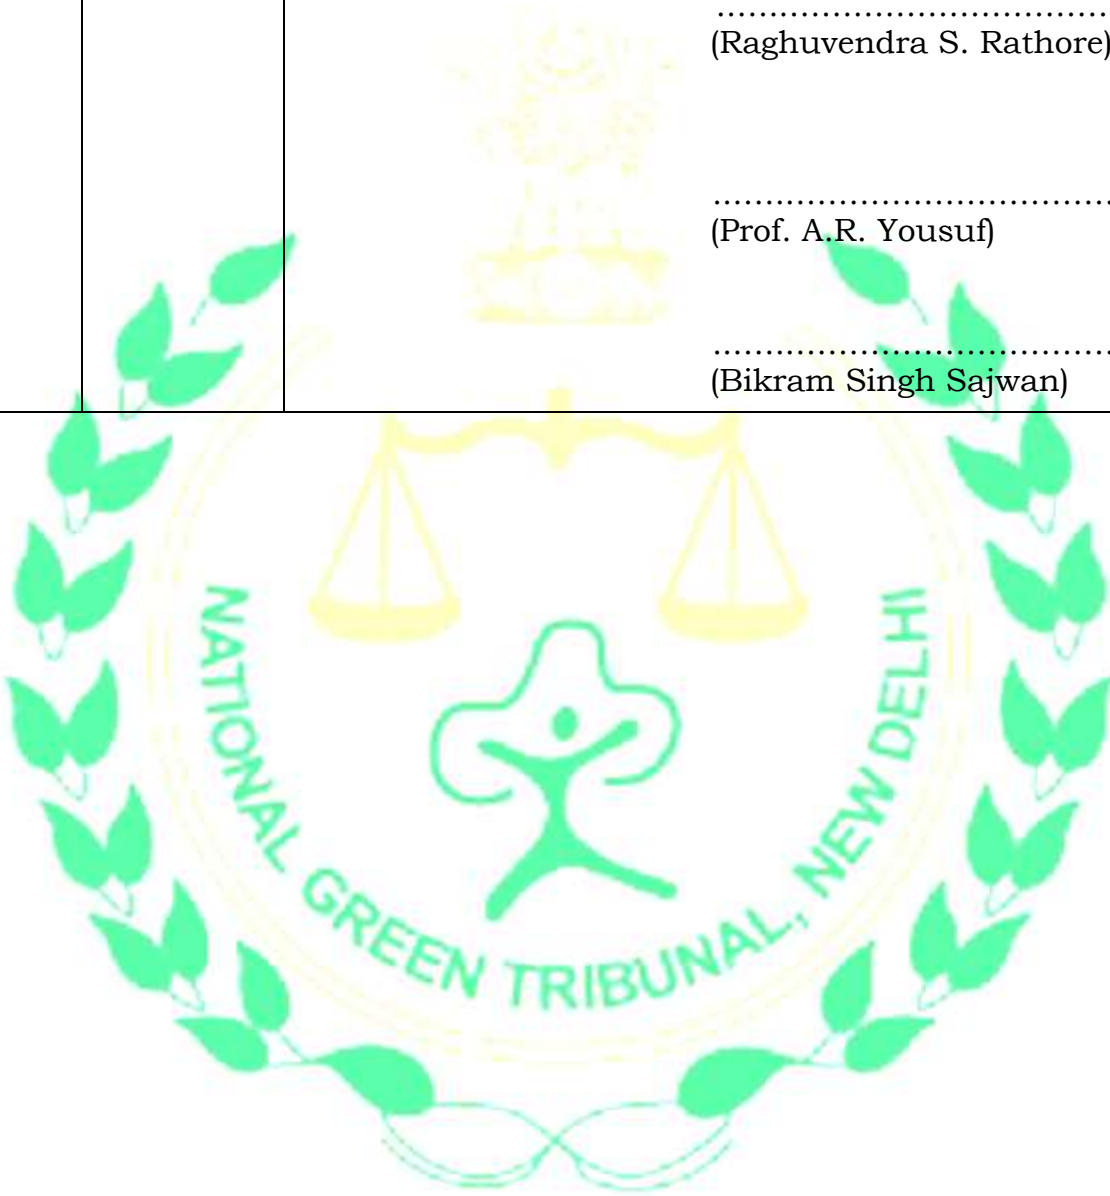 .......................................
(Raghuvendra S. Rathore)
.......................................
(Prof. A.R. Yousuf)
.......................................
(Bikram Singh Sajwan)
NATIONAL GREEN TRIBUNAL, NEW DELHI